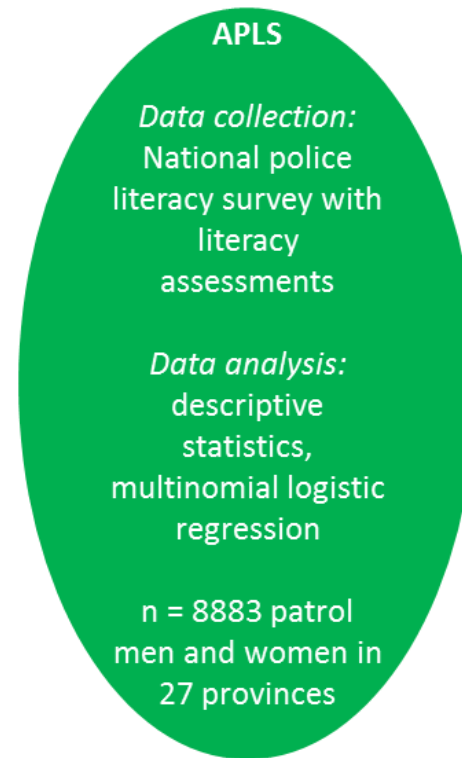 APLS
Data collection:
National police
literacy survey with
literacy
assessments
Data analysis:
descriptive
statistics,
multinomial logistic
regression
n = 8883 patrol
men and women in
27 provinces